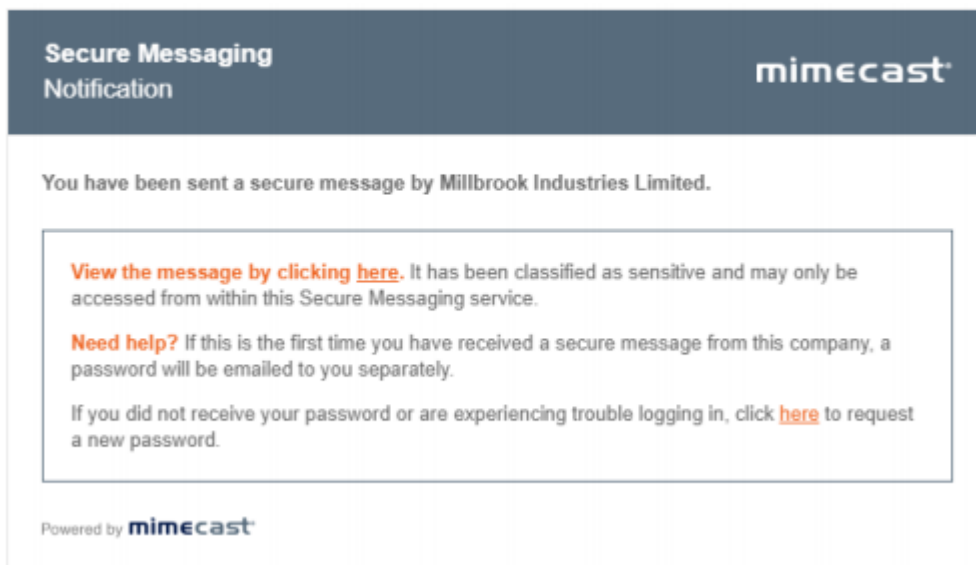 Secure Messaging
Notification
mimecast
You have been sent a secure message by Millbrook Industries Limited.
View the message by clicking here. It has been classified as sensitive and may only be
accessed from within this Secure Messaging service.
Need help? If this is the first time you have received a secure message from this company, a
password will be emailed to you separately.
If you did not receive your password or are experiencing trouble logging in, click here to request
a new password.
Powered by mimecast